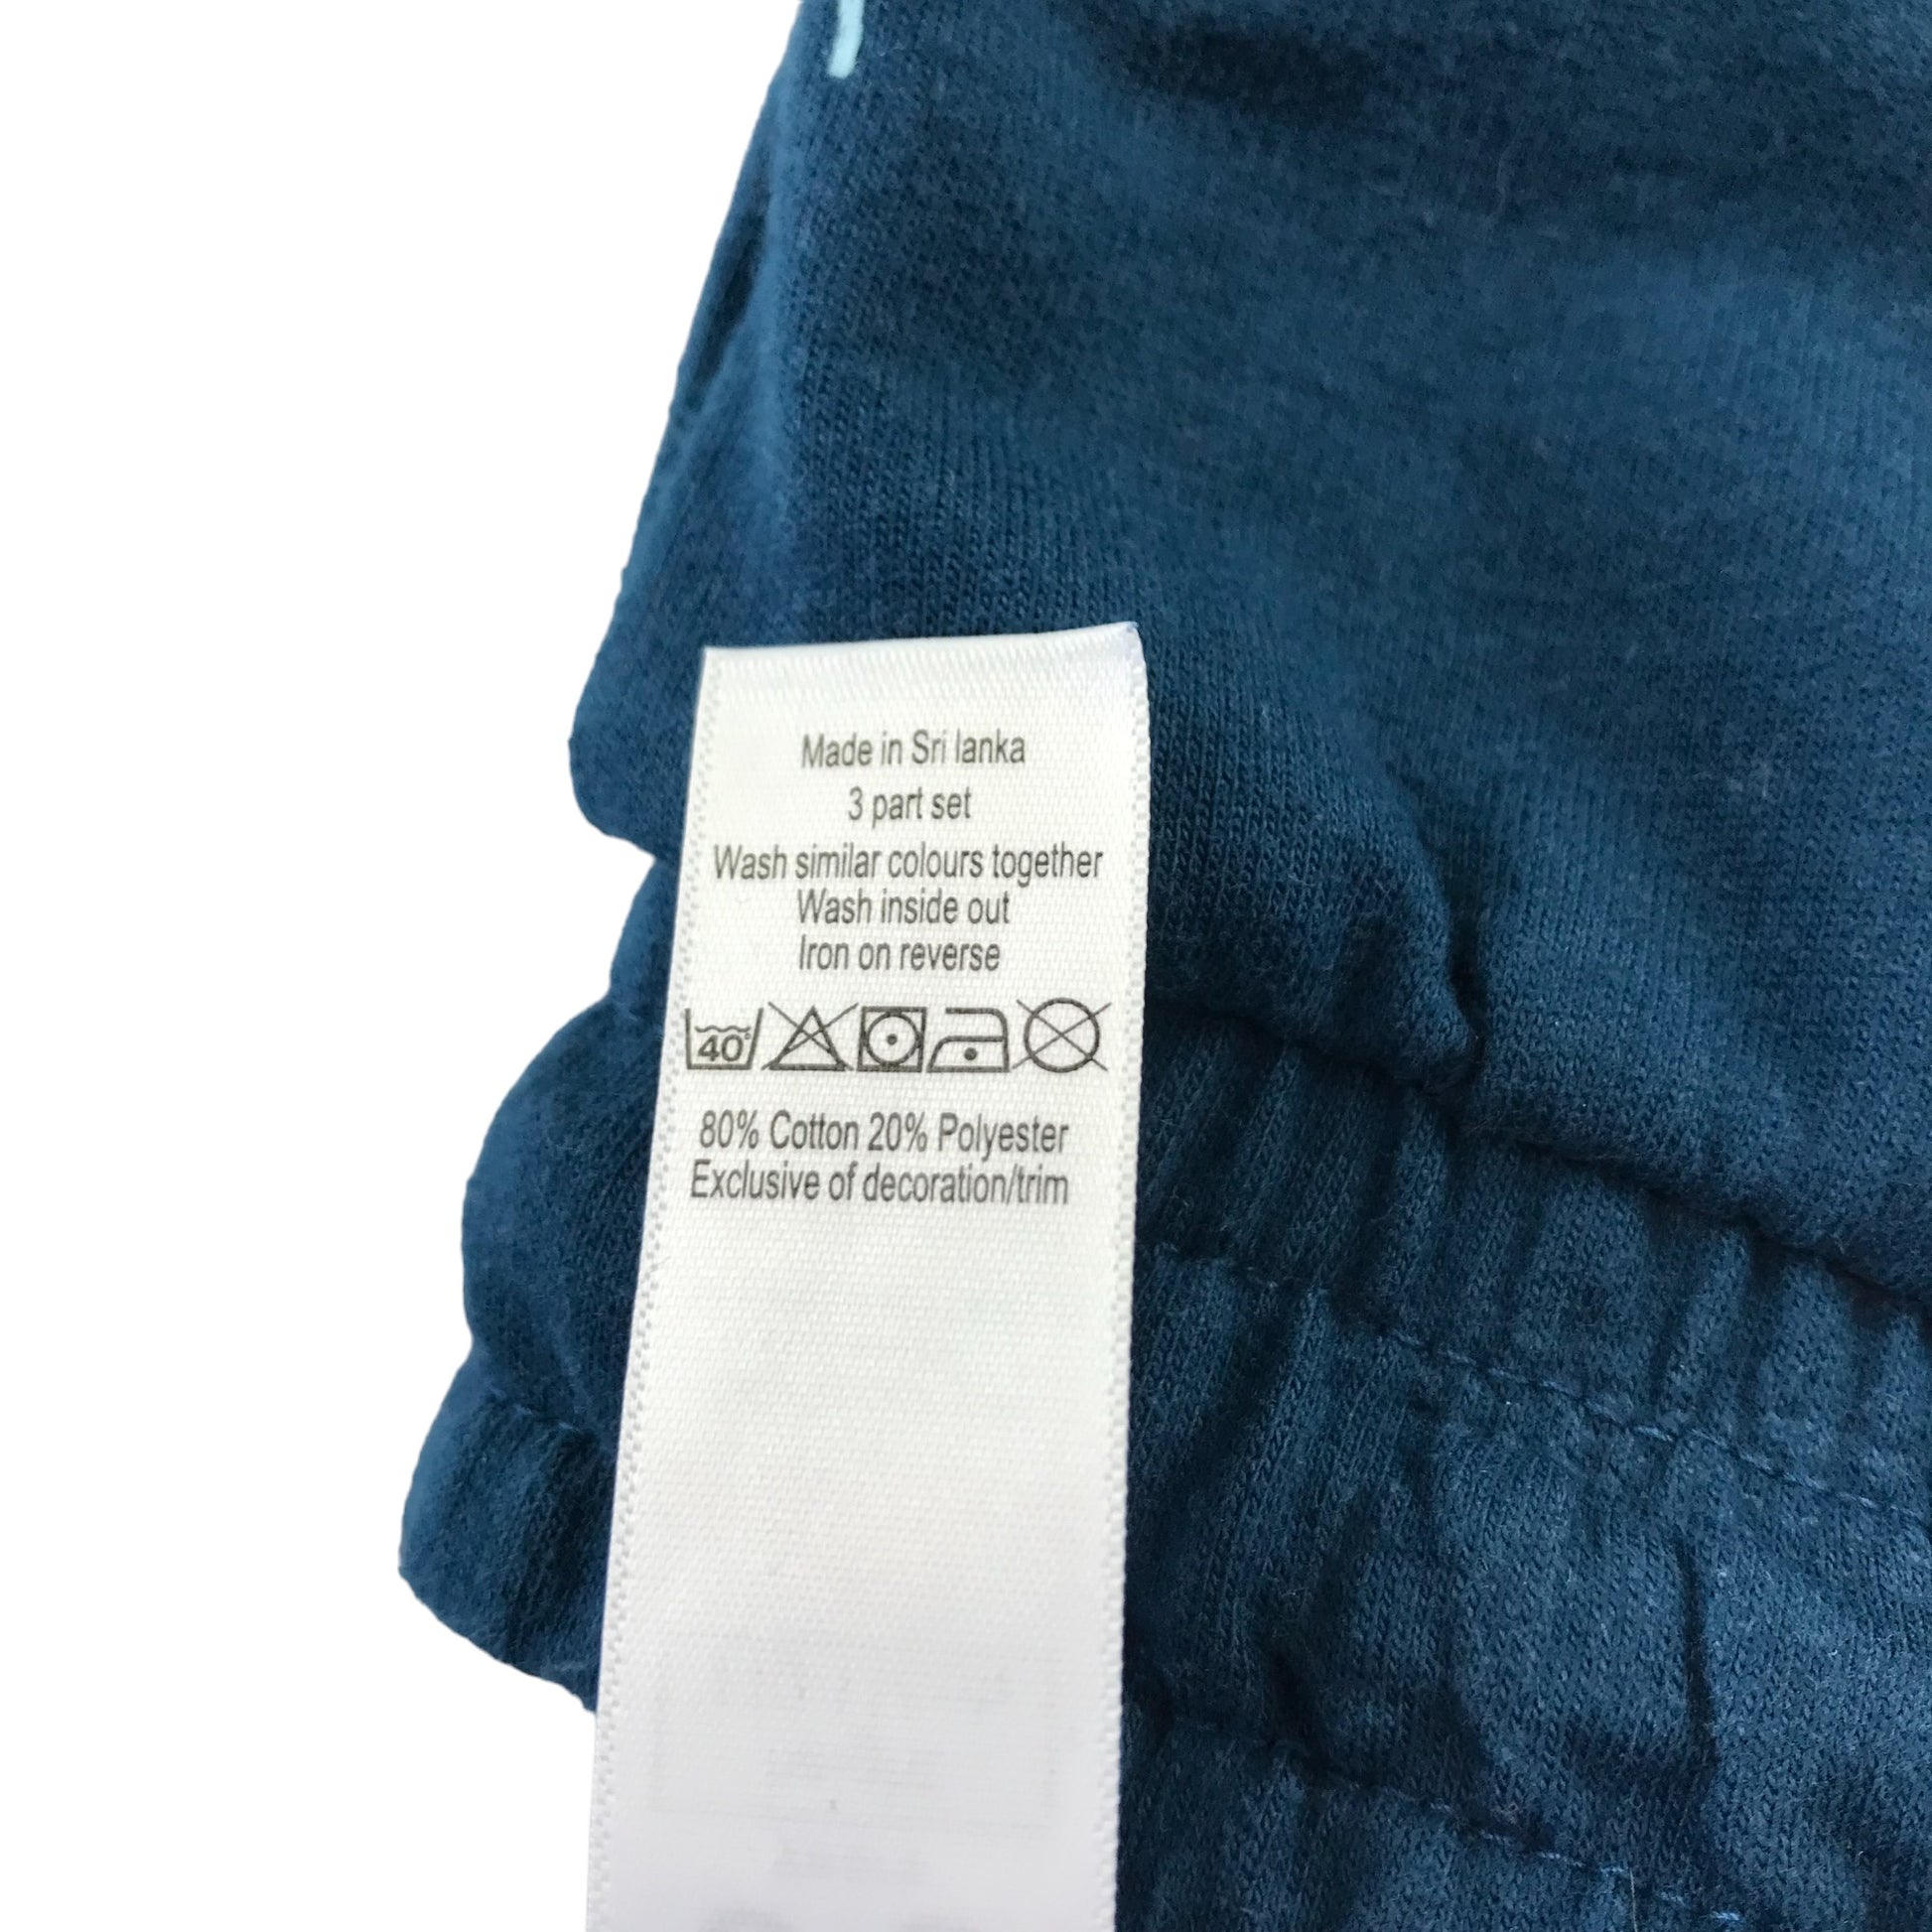 Made in Sri lanka
3 part set
Wash similar colours together
Wash inside out
Iron on reverse
40°
80% Cotton 20% Polyester
Exclusive of decoration/trim